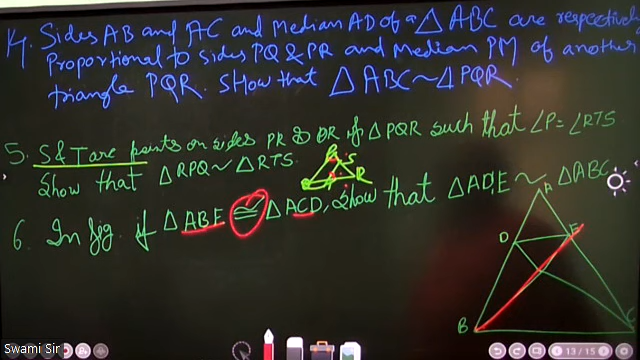 14. Sides AB and AC and Median AD of a △ ABC are respectively
Proportional to sides PQ & PR and Median PM of another
triangle PQR. Show that △ ABC ~ △ PQR.
5. S & T are points on sides PR & QR of △ PQR such that ∠P = ∠RTS
Show that △RPQ ~ △ RTS.
6. In fig. if △ ABE ≅ △ ACD, show that △ ADE ~ △ ABC
A
D E
B C
S
R
13 / 15
Swami Sir